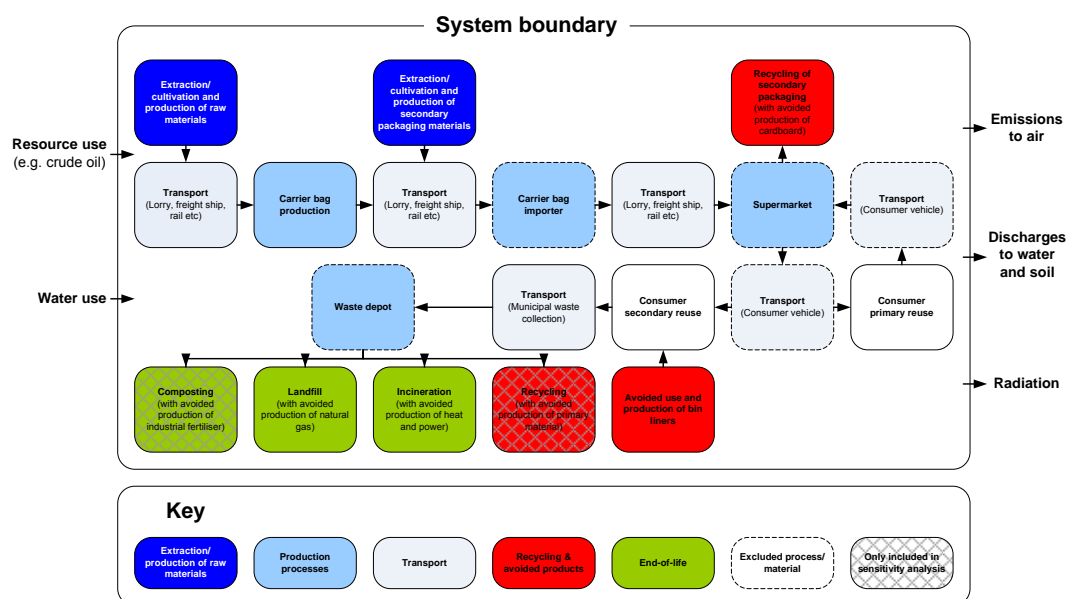 System boundary
Extraction/
cultivation and
production of raw
materials
Extraction/
cultivation and
production of
secondary
packaging materials
Recycling of
secondary
packaging
(with avoided
production of
cardboard)
Resource use
(e.g. crude oil)
Emissions
to air
Transport
(Lorry, freight ship,
rail etc)
Carrier bag
production
Transport
(Lorry, freight ship,
rail etc)
Carrier bag
importer
Transport
(Lorry, freight ship,
rail etc)
Supermarket
Transport
(Consumer vehicle)
Discharges
to water
and soil
Water use
Waste depot
Transport
(Municipal waste
collection)
Consumer
secondary reuse
Transport
(Consumer vehicle)
Consumer
primary reuse
Radiation
Composting
(with avoided
production of
industrial fertiliser)
Landfill
(with avoided
production of natural
gas)
Incineration
(with avoided
production of heat
and power)
Recycling
(with avoided
production of primary
material)
Avoided use and
production of bin
liners
Key
Extraction/
production of raw
materials
Production
processes
Transport
Recycling &
avoided products
End-of-life
Excluded process/
material
Only included in
sensitivity analysis